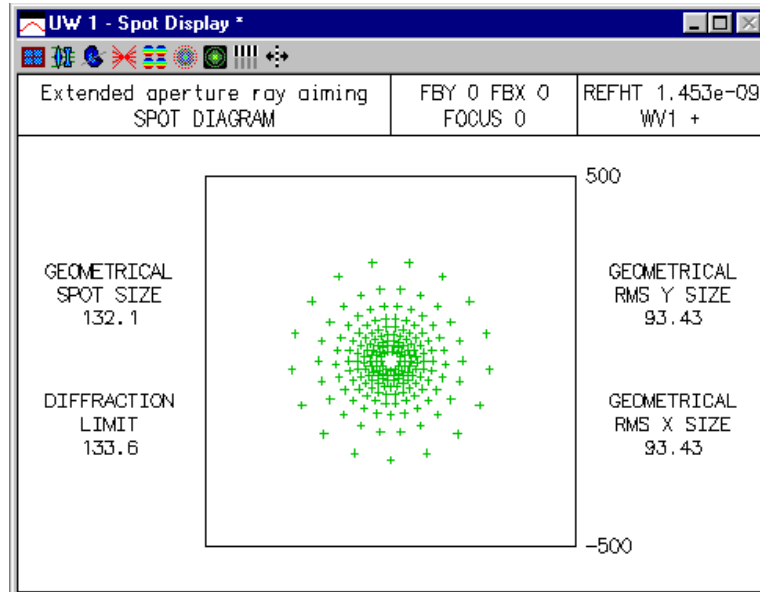 UW 1 - Spot Display *
Extended aperture ray aiming
SPOT DIAGRAM
FBY 0 FBX 0
FOCUS 0
REFHT 1.453e-09
WV1 +
500
GEOMETRICAL
SPOT SIZE
132.1
GEOMETRICAL
RMS Y SIZE
93.43
DIFFRACTION
LIMIT
133.6
GEOMETRICAL
RMS X SIZE
93.43
-500